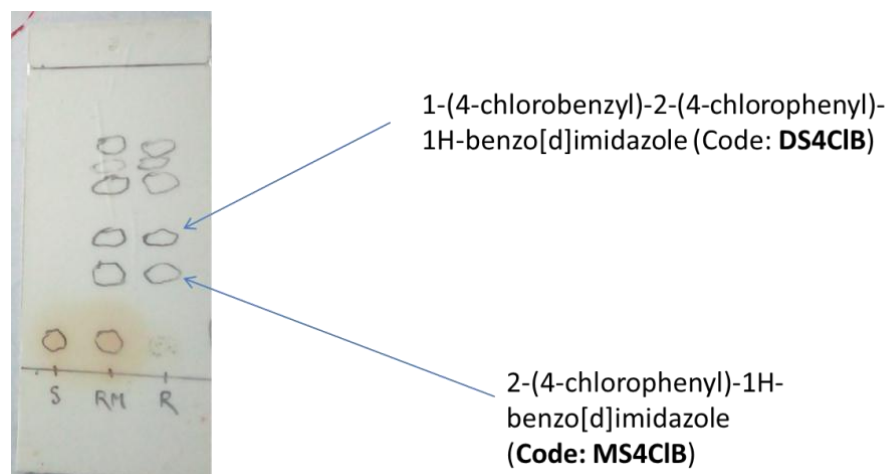 1-(4-chlorobenzyl)-2-(4-chlorophenyl)-
1H-benzo[d]imidazole (Code: DS4ClB)
2-(4-chlorophenyl)-1H-
benzo[d]imidazole
(Code: MS4ClB)
S RM R